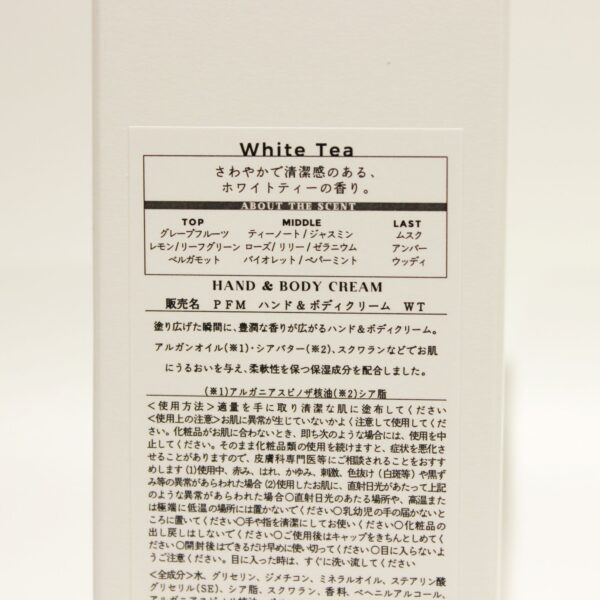 White Tea
さわやかで清潔感のある、
ホワイトティーの香り。
ABOUT THE SCENT
TOP MIDDLE LAST
グレープフルーツ ティーノート/ジャスミン ムスク
レモン/リーフグリーン ローズ/リリー/ゼラニウム アンバー
ベルガモット バイオレット/ペパーミント ウッディ
HAND & BODY CREAM
販売名 PFM ハンド&ボディクリーム WT
塗り広げた瞬間に、豊潤な香りが広がるハンド&ボディクリーム。
アルガンオイル(※1)・シアバター(※2)、スクワランなどでお肌
にうるおいを与え、柔軟性を保つ保湿成分を配合しました。
(※1)アルガニアスピノザ核油(※2)シア脂
<使用方法>適量を手に取り清潔な肌に塗布してください
<使用上の注意>お肌に異常が生じていないかよく注意して使用してく
ださい。化粧品がお肌に合わないとき、即ち次のような場合には、使用を中
止してください。そのまま化粧品類の使用を続けますと、症状を悪化さ
せることがありますので、皮膚科専門医等にご相談されることをおすす
めします(1)使用中、赤み、はれ、かゆみ、刺激、色抜け(白斑等)や黒ず
み等の異常があらわれた場合(2)使用したお肌に、直射日光があたって上記
のような異常があらわれた場合〇直射日光のあたる場所や、高温また
は極端に低温の場所には置かないでください〇乳幼児の手の届かないと
ころに置いてください〇手や指を清潔にしてお使いください〇化粧品の
出し戻しはしないでください〇ご使用後はキャップをきちんとしめてく
ださい〇開封後はできるだけ早めに使い切ってください〇目に入らないよ
うご注意ください。目に入った時は、すぐに洗い流してください
<全成分>水、グリセリン、ジメチコン、ミネラルオイル、ステアリン酸
グリセリル(SE)、シア脂、スクワラン、香料、ベヘニルアルコール、